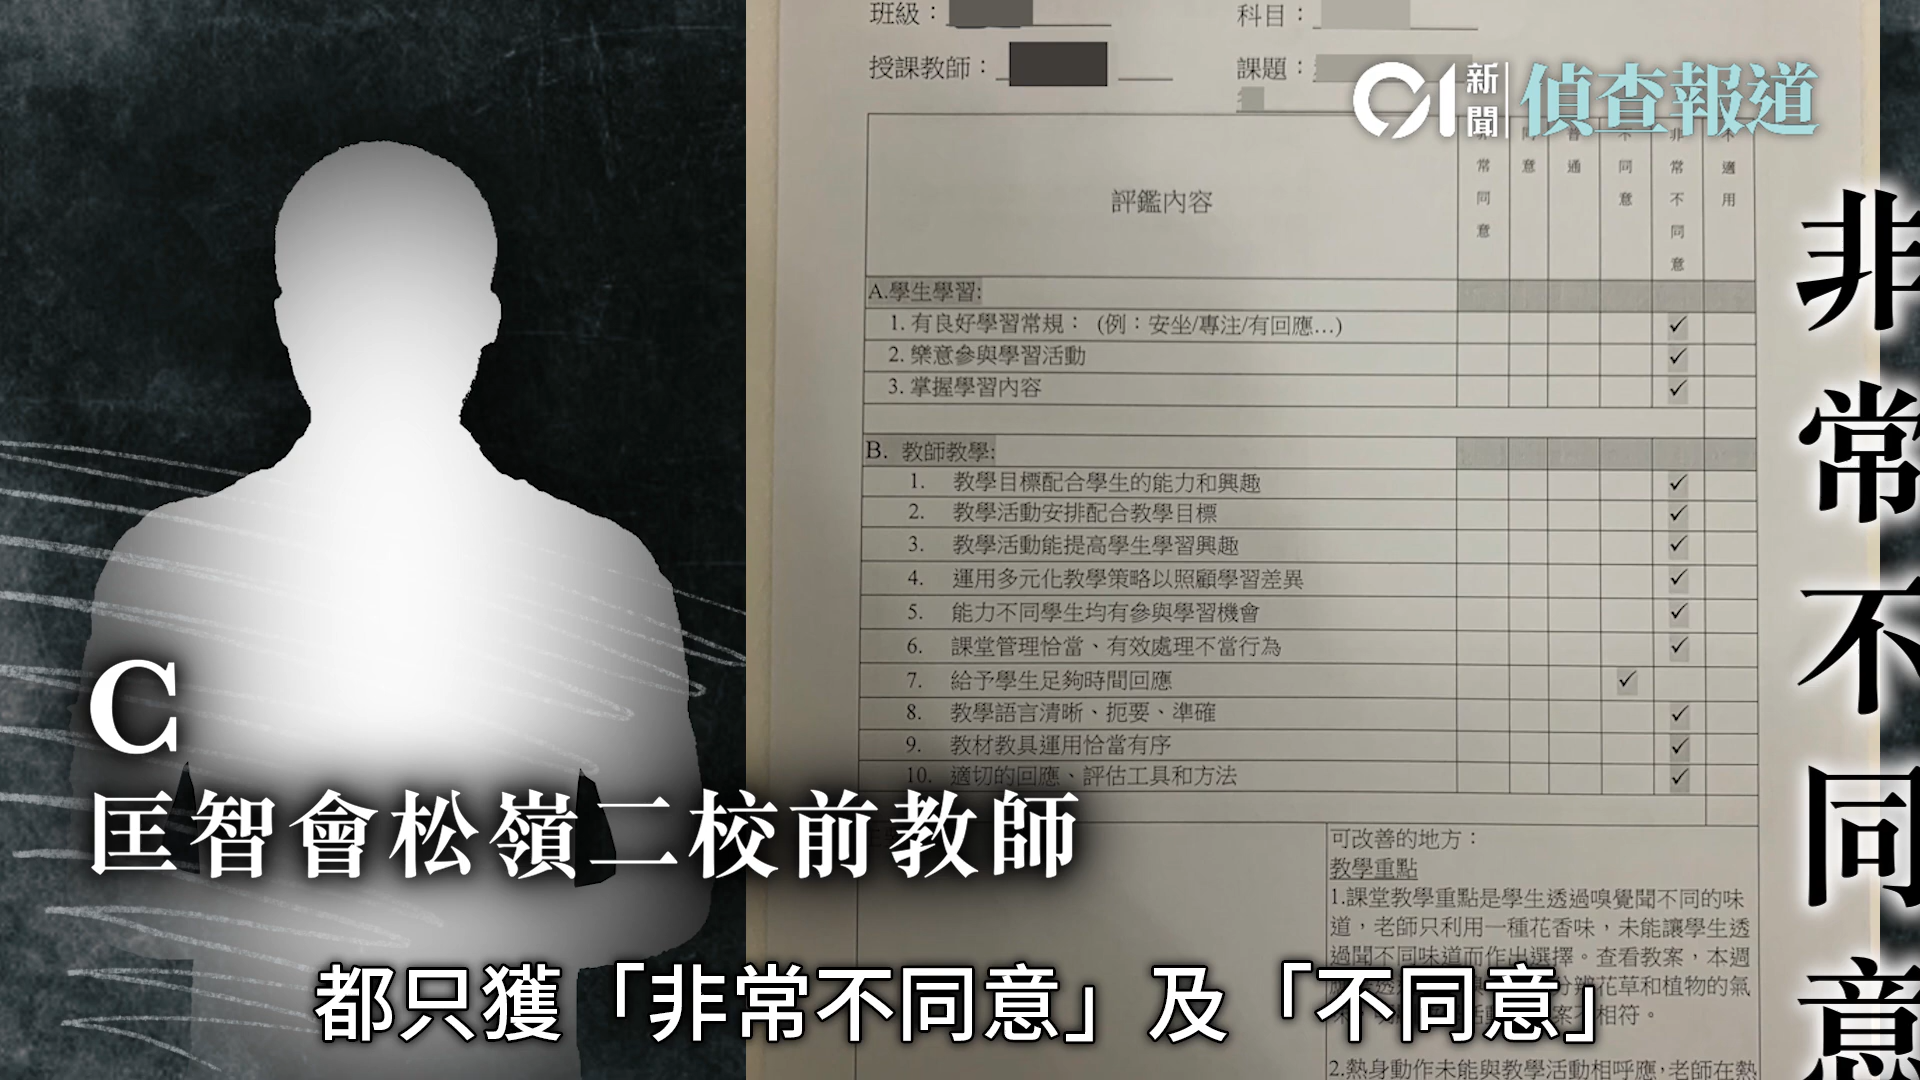 班級：
科目：
授課教師：
課題：
01 新聞 偵查報道
評鑑內容
非常同意
同意
普通
不同意
非常不同意
不適用
A.學生學習:
1. 有良好學習常規： (例：安坐/專注/有回應…)
2. 樂意參與學習活動
3. 掌握學習內容
B. 教師教學:
1. 教學目標配合學生的能力和興趣
2. 教學活動安排配合教學目標
3. 教學活動能提高學生學習興趣
4. 運用多元化教學策略以照顧學習差異
5. 能力不同學生均有參與學習機會
6. 課堂管理恰當、有效處理不當行為
7. 給予學生足夠時間回應
8. 教學語言清晰、扼要、準確
9. 教材教具運用恰當有序
10. 適切的回應、評估工具和方法
可改善的地方：
教學重點
1.課堂教學重點是學生透過嗅覺聞不同的味
道，老師只利用一種花香味，未能讓學生透
過聞不同味道而作出選擇。查看教案，本週
分辨花草和植物的氣
相符。
2.熱身動作未能與教學活動相呼應，老師在熱
非常不同意
C
匡智會松嶺二校前教師
都只獲「非常不同意」及「不同意」